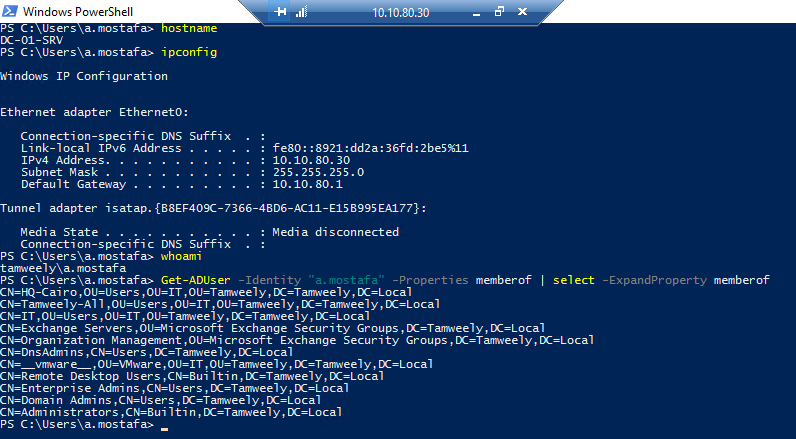 Windows PowerShell
10.10.80.30
PS C:\Users\a.mostafa> hostname
DC-01-SRV
PS C:\Users\a.mostafa> ipconfig
Windows IP Configuration
Ethernet adapter Ethernet0:
Connection-specific DNS Suffix . :
Link-local IPv6 Address . . . . . : fe80::8921:dd2a:36fd:2be5%11
IPv4 Address. . . . . . . . . . . : 10.10.80.30
Subnet Mask . . . . . . . . . . . : 255.255.255.0
Default Gateway . . . . . . . . . : 10.10.80.1
Tunnel adapter isatap.{B8EF409C-7366-4BD6-AC11-E15B995EA177}:
Media State . . . . . . . . . . . : Media disconnected
Connection-specific DNS Suffix . :
PS C:\Users\a.mostafa> whoami
tamweely\a.mostafa
PS C:\Users\a.mostafa> Get-ADUser -Identity "a.mostafa" -Properties memberof | select -ExpandProperty memberof
CN=HQ-Cairo,OU=Users,OU=IT,OU=Tamweely,DC=Tamweely,DC=Local
CN=Tamweely-All,OU=Users,OU=IT,OU=Tamweely,DC=Tamweely,DC=Local
CN=IT,OU=Users,OU=IT,OU=Tamweely,DC=Tamweely,DC=Local
CN=Exchange Servers,OU=Microsoft Exchange Security Groups,DC=Tamweely,DC=Local
CN=Organization Management,OU=Microsoft Exchange Security Groups,DC=Tamweely,DC=Local
CN=DnsAdmins,CN=Users,DC=Tamweely,DC=Local
CN=__vmware__,OU=VMware,OU=IT,OU=Tamweely,DC=Tamweely,DC=Local
CN=Remote Desktop Users,CN=Builtin,DC=Tamweely,DC=Local
CN=Enterprise Admins,CN=Users,DC=Tamweely,DC=Local
CN=Domain Admins,CN=Users,DC=Tamweely,DC=Local
CN=Administrators,CN=Builtin,DC=Tamweely,DC=Local
PS C:\Users\a.mostafa> _